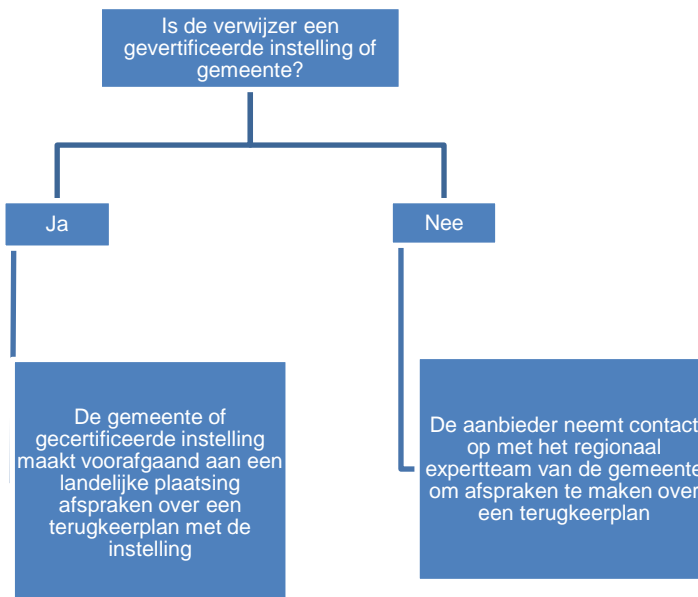 Is de verwijzer een
gevertificeerde instelling of
gemeente?
Ja
Nee
De gemeente of
gecertificeerde instelling
maakt voorafgaand aan een
landelijke plaatsing
afspraken over een
terugkeerplan met de
instelling
De aanbieder neemt contact
op met het regionaal
expertteam van de gemeente
om afspraken te maken over
een terugkeerplan